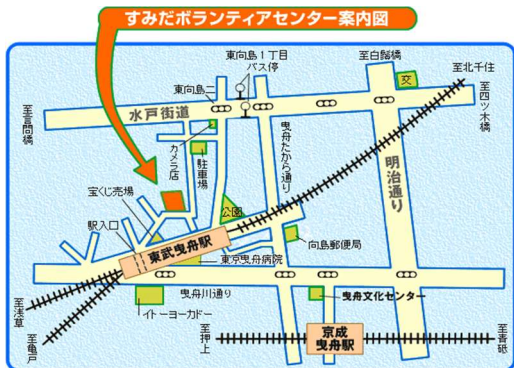 すみだボランティアセンター案内図
東向島1丁目
バス停
至白鬚橋
至北千住
交
東向島二
水戸街道
至言問橋
至四ツ木橋
カメラ店
駐車場
曳舟たから通り
明治通り
宝くじ売場
公園
駅入口
東武曳舟駅
向島郵便局
東京曳舟病院
曳舟川通り
曳舟文化センター
至浅草
至亀戸
イトーヨーカドー
至押上
京成
曳舟駅
至青砥